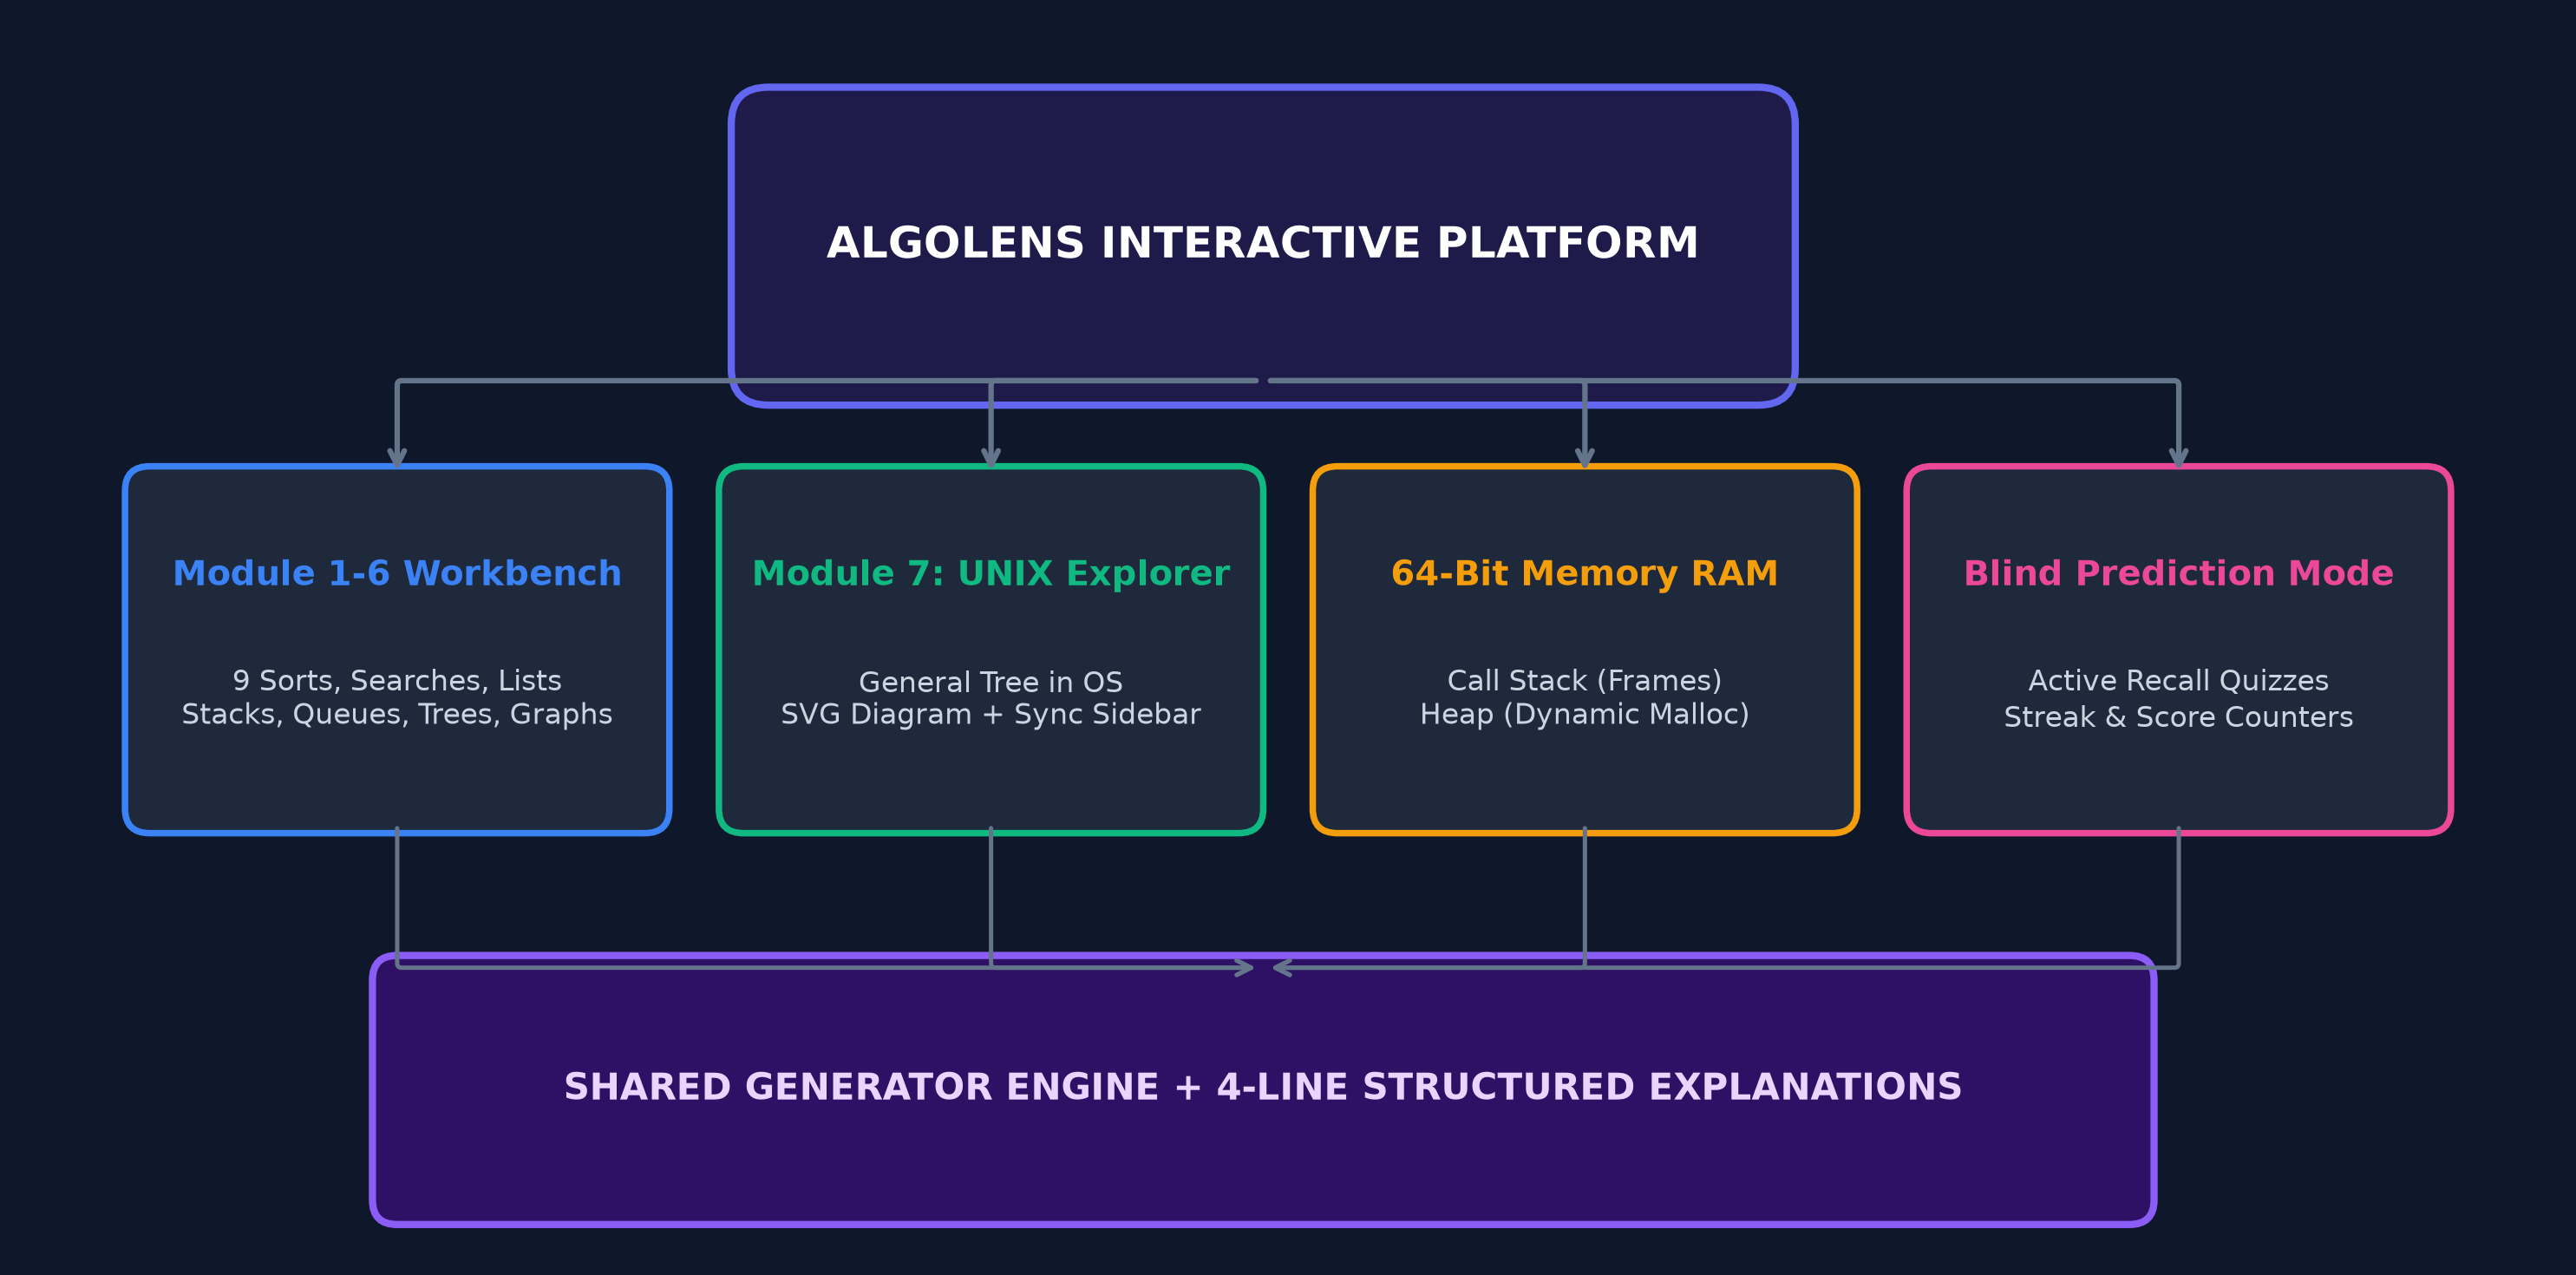 ALGOLENS INTERACTIVE PLATFORM
Module 1-6 Workbench
9 Sorts, Searches, Lists
Stacks, Queues, Trees, Graphs
Module 7: UNIX Explorer
General Tree in OS
SVG Diagram + Sync Sidebar
64-Bit Memory RAM
Call Stack (Frames)
Heap (Dynamic Malloc)
Blind Prediction Mode
Active Recall Quizzes
Streak & Score Counters
SHARED GENERATOR ENGINE + 4-LINE STRUCTURED EXPLANATIONS